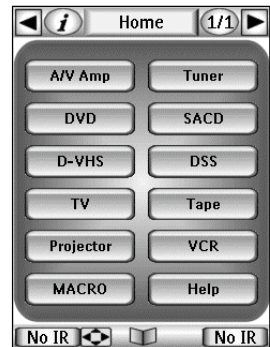 i Home 1/1
A/V Amp Tuner
DVD SACD
D-VHS DSS
TV Tape
Projector VCR
MACRO Help
No IR No IR